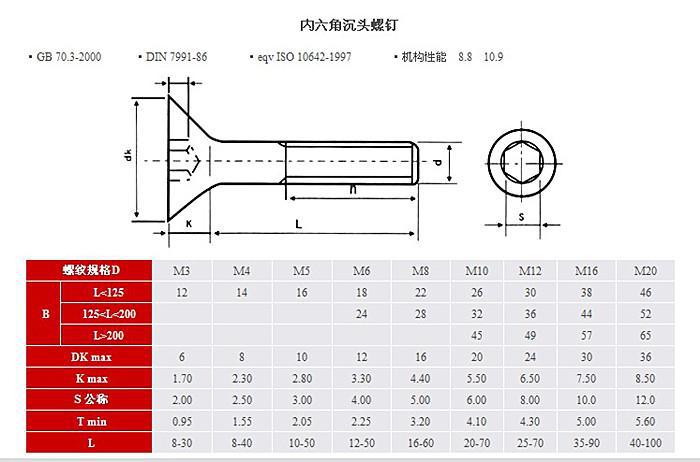 内六角沉头螺钉
▪ GB 70.3-2000 ▪ DIN 7991-86 ▪ eqv ISO 10642-1997 ▪ 机构性能 8.8 10.9
dk
d
n
K
L
S
螺纹规格D M3 M4 M5 M6 M8 M10 M12 M16 M20
B L<125 12 14 16 18 22 26 30 38 46
125<L<200 24 28 32 36 44 52
L>200 45 49 57 65
DK max 6 8 10 12 16 20 24 30 36
K max 1.70 2.30 2.80 3.30 4.40 5.50 6.50 7.50 8.50
S 公称 2.00 2.50 3.00 4.00 5.00 6.00 8.00 10.0 12.0
T min 0.95 1.55 2.05 2.25 3.20 4.10 4.30 5.00 5.60
L 8-30 8-40 10-50 12-50 16-60 20-70 25-70 35-90 40-100